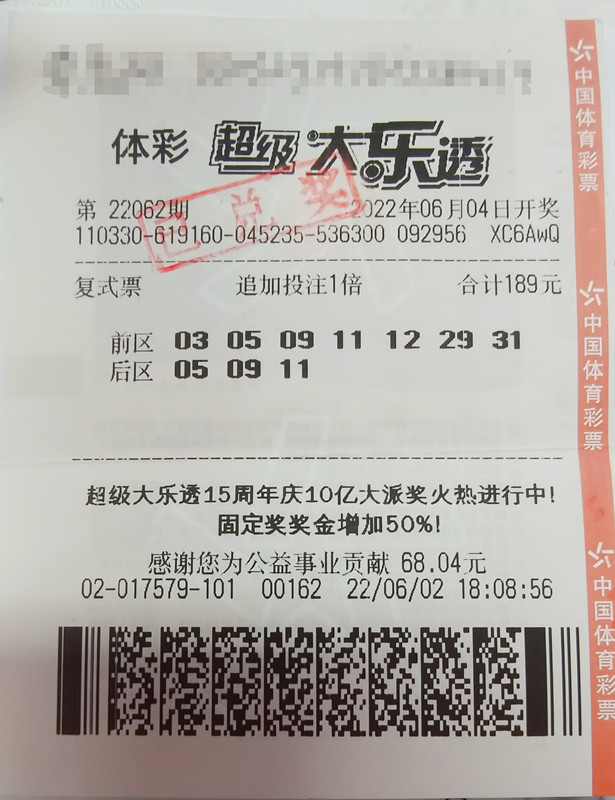 体彩 超级大乐透
第 22062期 2022年06月04日开奖
110330-619160-045235-536300 092956 XC6AwQ
已兑奖
复式票 追加投注1倍 合计189元
前区 03 05 09 11 12 29 31
后区 05 09 11
超级大乐透15周年庆10亿大派奖火热进行中!
固定奖奖金增加50%!
感谢您为公益事业贡献 68.04元
02-017579-101 00162 22/06/02 18:08:56
中国体育彩票
中国体育彩票
中国体育彩票